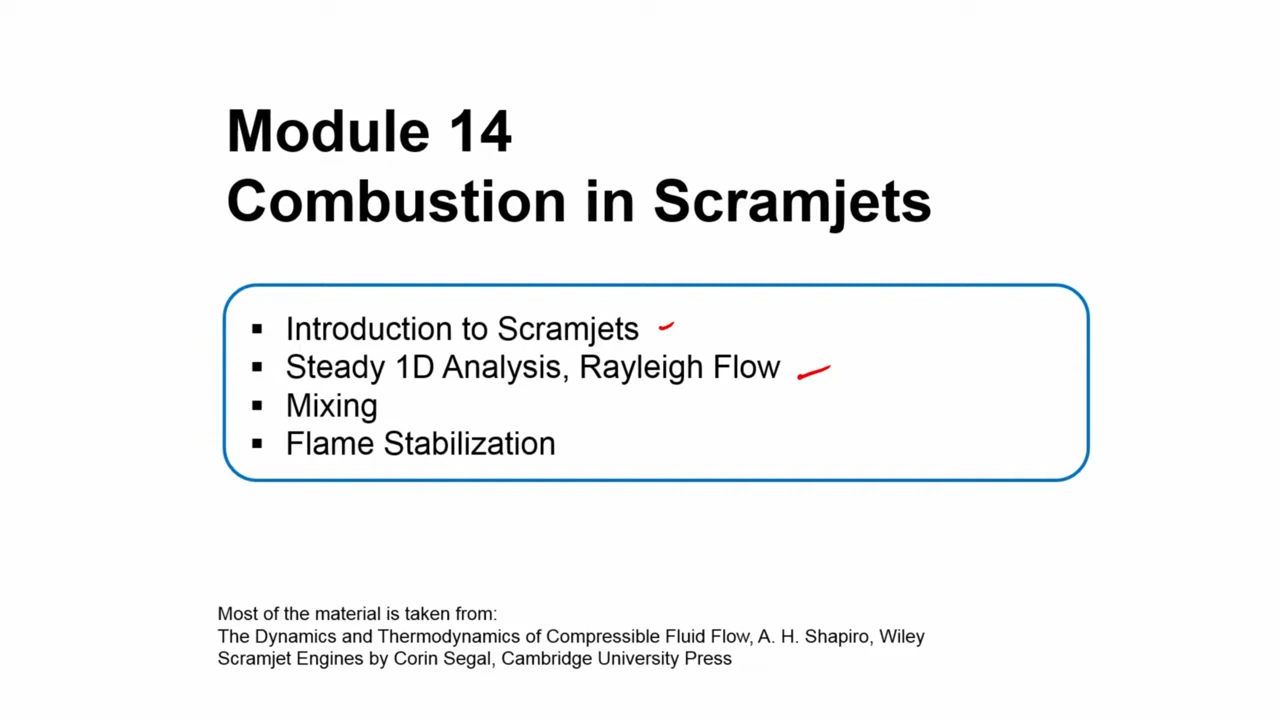 Module 14
Combustion in Scramjets
▪ Introduction to Scramjets
▪ Steady 1D Analysis, Rayleigh Flow
▪ Mixing
▪ Flame Stabilization
Most of the material is taken from:
The Dynamics and Thermodynamics of Compressible Fluid Flow, A. H. Shapiro, Wiley
Scramjet Engines by Corin Segal, Cambridge University Press